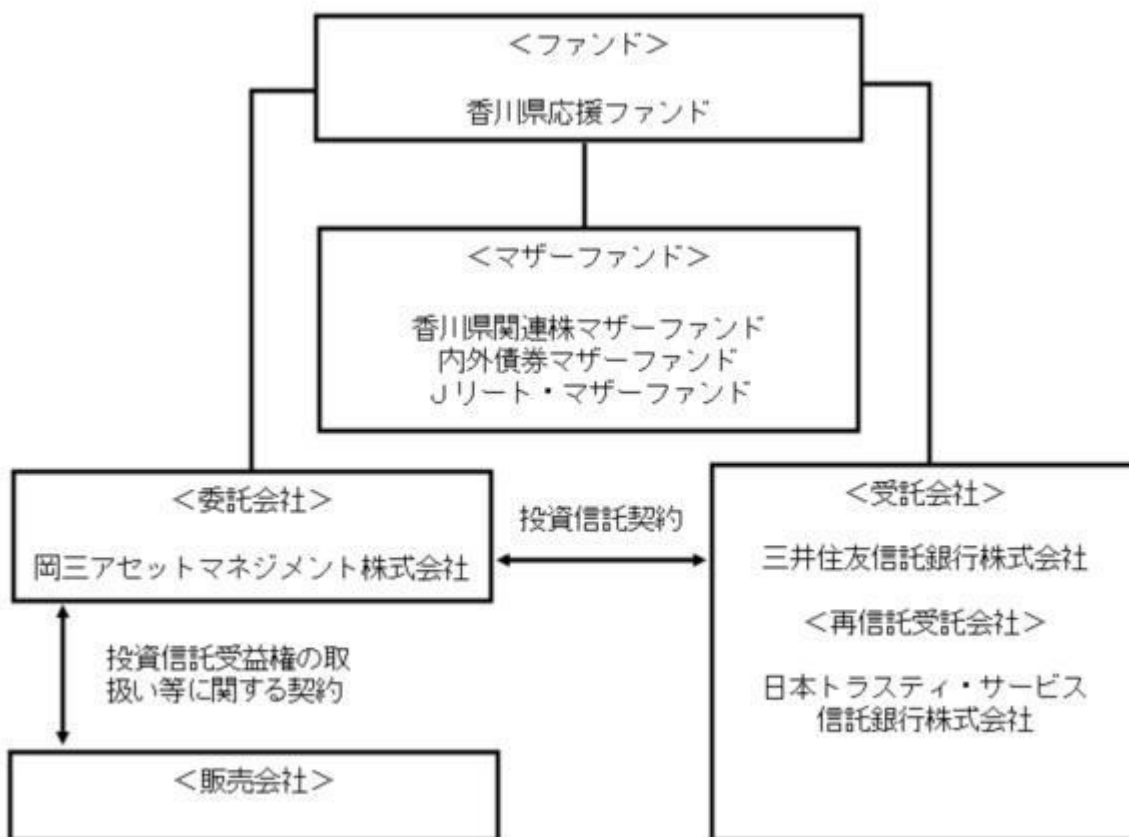 ＜ファンド＞
香川県応援ファンド
＜マザーファンド＞
香川県関連株マザーファンド
内外債券マザーファンド
Ｊリート・マザーファンド
＜委託会社＞
岡三アセットマネジメント株式会社
投資信託契約
＜受託会社＞
三井住友信託銀行株式会社
＜再信託受託会社＞
日本トラスティ・サービス
信託銀行株式会社
投資信託受益権の取
扱い等に関する契約
＜販売会社＞